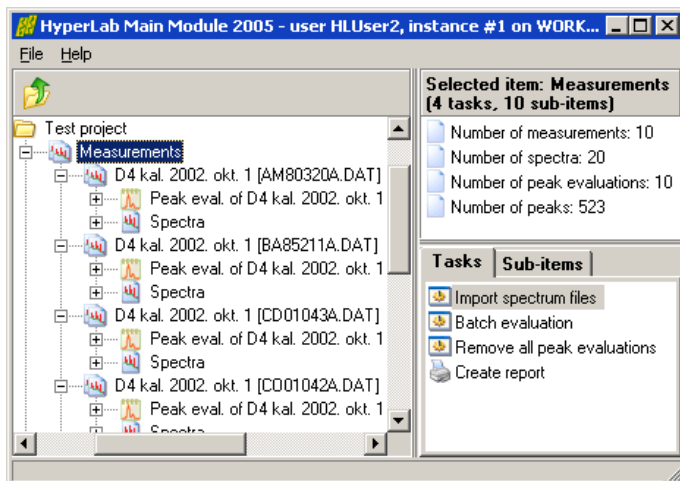 HyperLab Main Module 2005 - user HLUser2, instance #1 on WORK...
File Help
Test project
Measurements
D4 kal. 2002. okt. 1 [AM80320A.DAT]
Peak eval. of D4 kal. 2002. okt. 1
Spectra
D4 kal. 2002. okt. 1 [BA85211A.DAT]
Peak eval. of D4 kal. 2002. okt. 1
Spectra
D4 kal. 2002. okt. 1 [CD01043A.DAT]
Peak eval. of D4 kal. 2002. okt. 1
Spectra
D4 kal. 2002. okt. 1 [CO01042A.DAT]
Peak eval. of D4 kal. 2002. okt. 1
Spectra
Selected item: Measurements
(4 tasks, 10 sub-items)
Number of measurements: 10
Number of spectra: 20
Number of peak evaluations: 10
Number of peaks: 523
Tasks Sub-items
Import spectrum files
Batch evaluation
Remove all peak evaluations
Create report